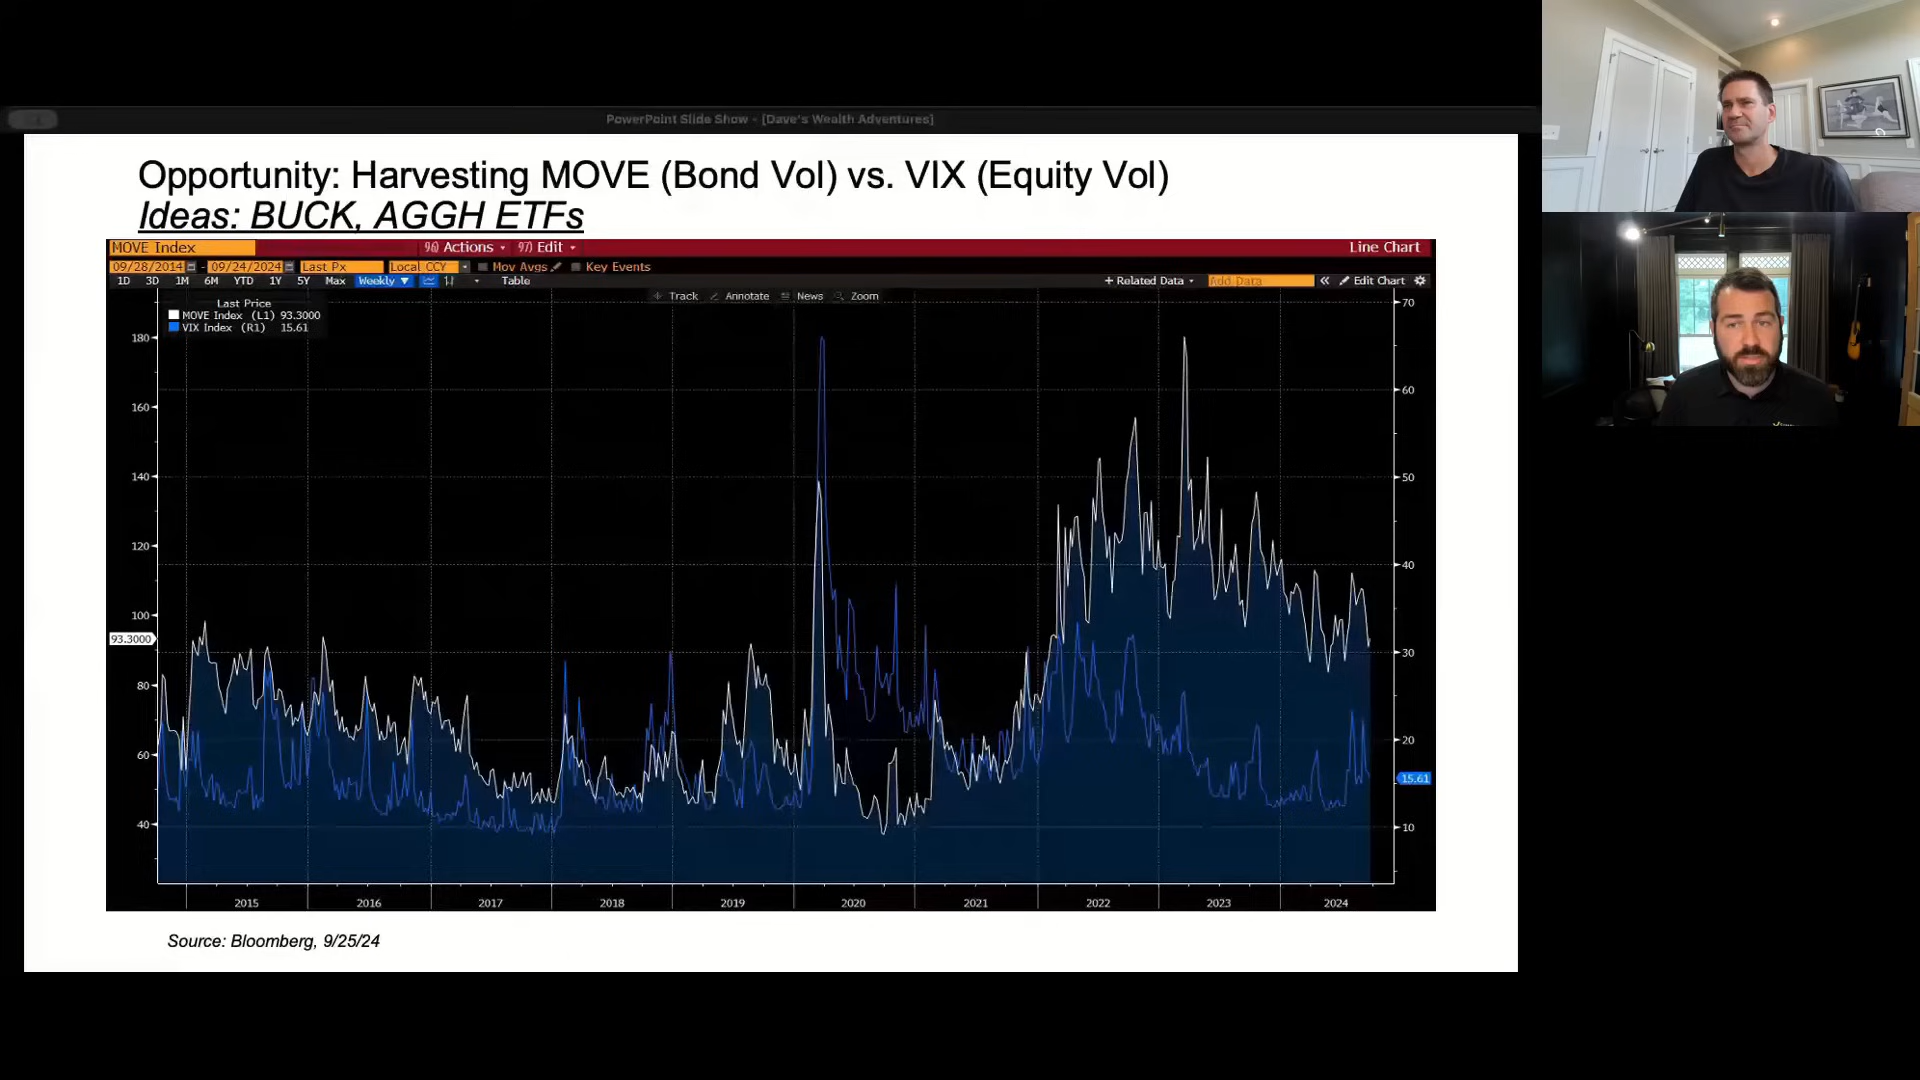 PowerPoint Slide Show - [Dave's Wealth Adventures]
Opportunity: Harvesting MOVE (Bond Vol) vs. VIX (Equity Vol)
Ideas: BUCK, AGGH ETFs
MOVE Index 96) Actions 97) Edit Line Chart
09/28/2014 - 09/24/2024 Last Px Local CCY Mov Avgs Key Events
1D 3D 1M 6M YTD 1Y 5Y Max Weekly Table + Related Data Add Data « Edit Chart
Track Annotate News Zoom
Last Price
MOVE Index (L1) 93.3000
VIX Index (R1) 15.61
70
180
60
160
140 50
120
40
100
93.3000
30
80
20
60
15.61
40 10
2015 2016 2017 2018 2019 2020 2021 2022 2023 2024
Source: Bloomberg, 9/25/24